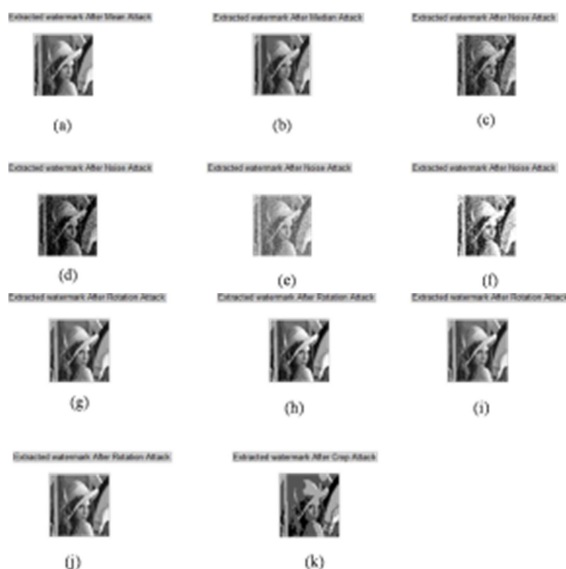 Extracted watermark After Mean Attack
Extracted watermark After Median Attack
Extracted watermark After Noise Attack
(a)
(b)
(c)
Extracted watermark After Noise Attack
Extracted watermark After Noise Attack
Extracted watermark After Noise Attack
(d)
(e)
(f)
Extracted watermark After Rotation Attack
Extracted watermark After Rotation Attack
Extracted watermark After Rotation Attack
(g)
(h)
(i)
Extracted watermark After Rotation Attack
Extracted watermark After Crop Attack
(j)
(k)